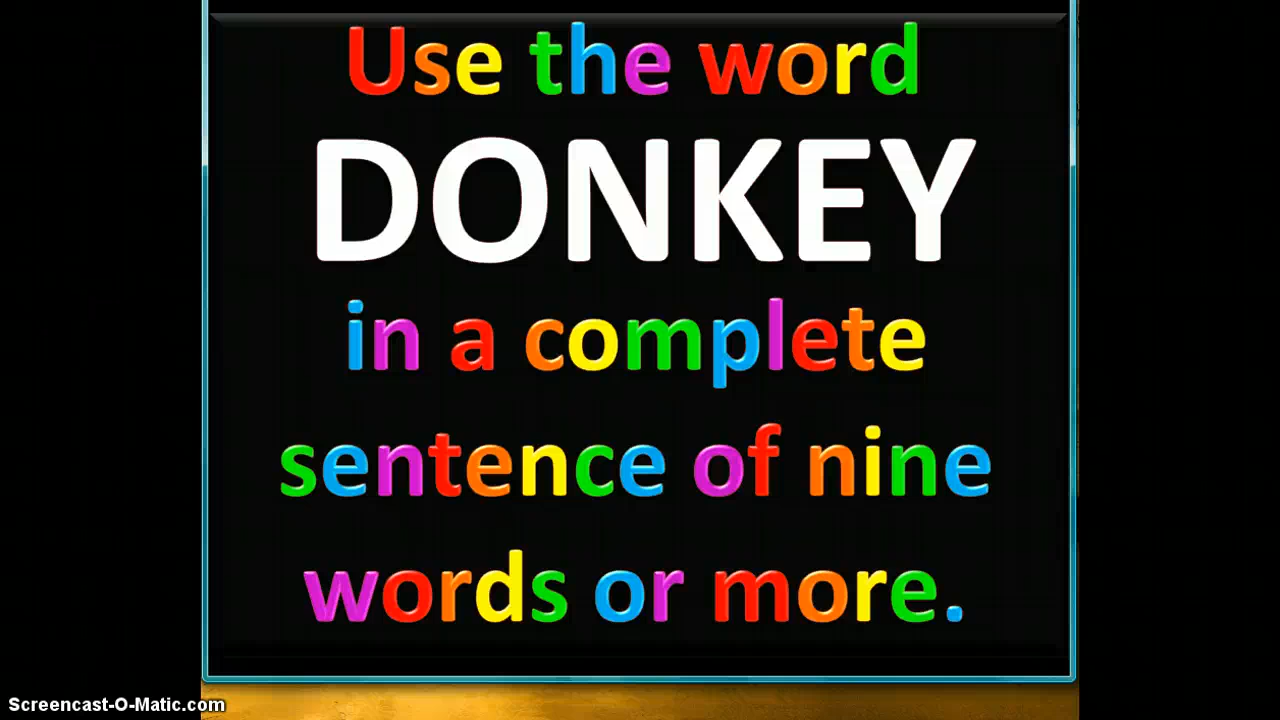 Use the word
DONKEY
in a complete
sentence of nine
words or more.
Screencast-O-Matic.com